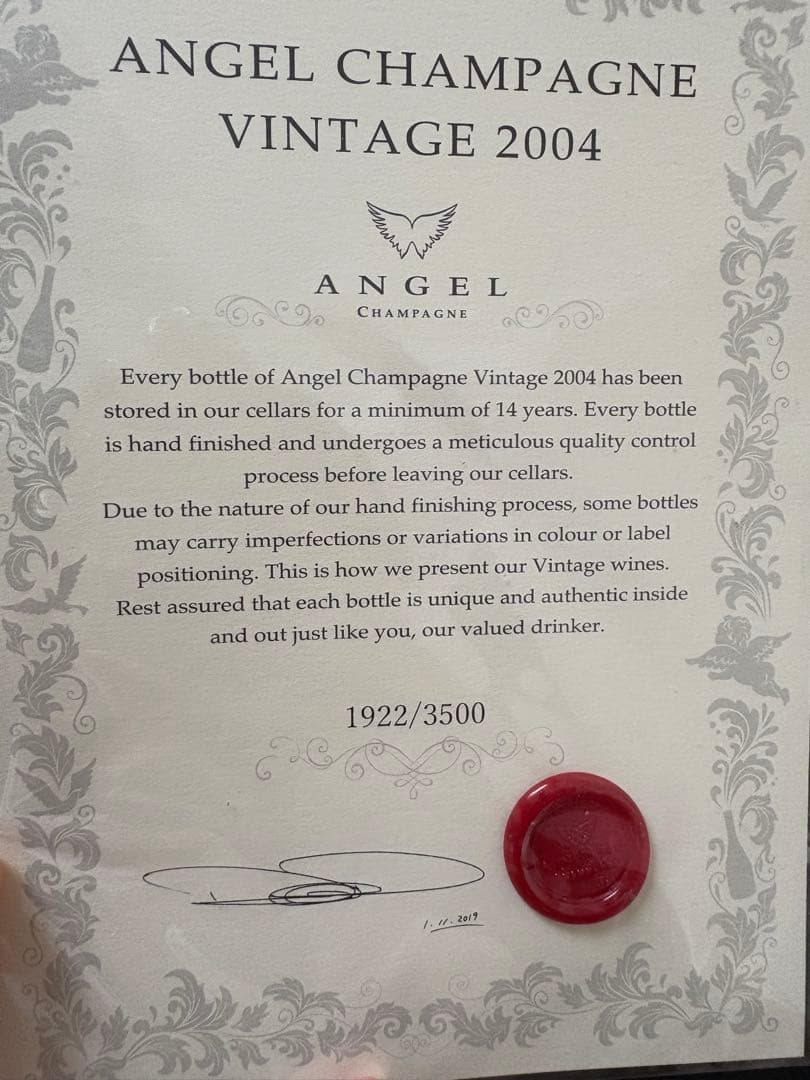 ANGEL CHAMPAGNE
VINTAGE 2004
ANGEL
CHAMPAGNE
Every bottle of Angel Champagne Vintage 2004 has been
stored in our cellars for a minimum of 14 years. Every bottle
is hand finished and undergoes a meticulous quality control
process before leaving our cellars.
Due to the nature of our hand finishing process, some bottles
may carry imperfections or variations in colour or label
positioning. This is how we present our Vintage wines.
Rest assured that each bottle is unique and authentic inside
and out just like you, our valued drinker.
1922/3500
1.11.2019